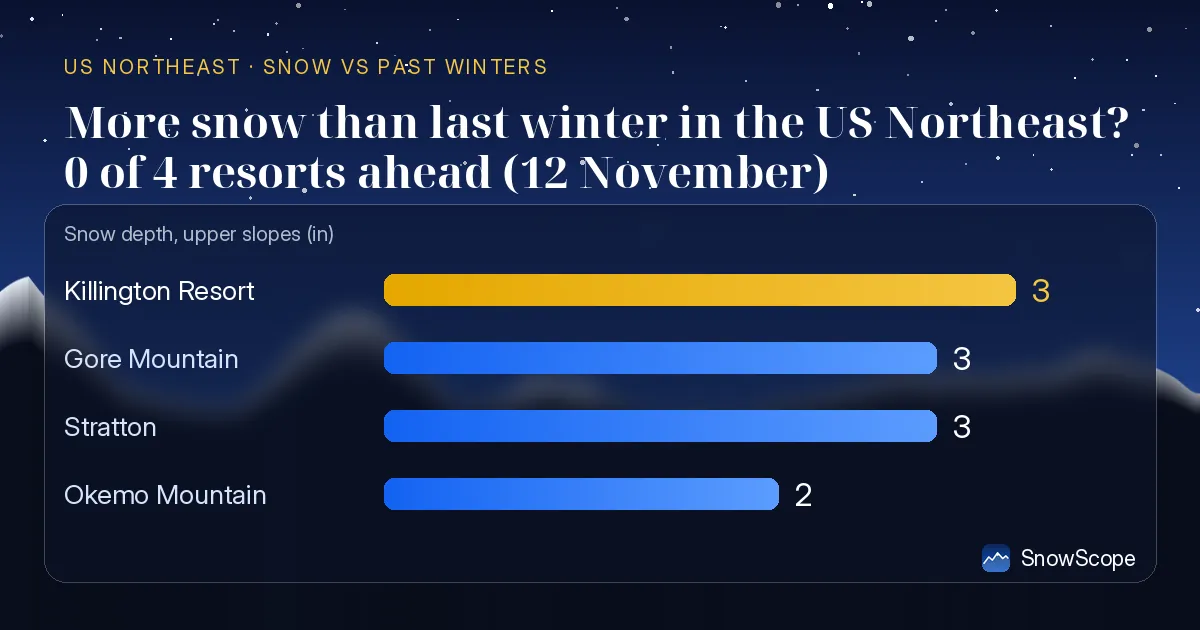 US NORTHEAST · SNOW VS PAST WINTERS
More snow than last winter in the US Northeast?
0 of 4 resorts ahead (12 November)
Snow depth, upper slopes (in)
Killington Resort 3
Gore Mountain 3
Stratton 3
Okemo Mountain 2
SnowScope